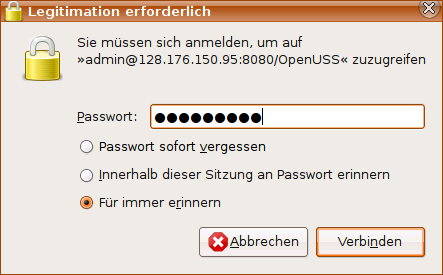 Legitimation erforderlich
Sie müssen sich anmelden, um auf
»admin@128.176.150.95:8080/OpenUSS« zuzugreifen
Passwort: ●●●●●●●●●
Passwort sofort vergessen
Innerhalb dieser Sitzung an Passwort erinnern
Für immer erinnern
Abbrechen Verbinden